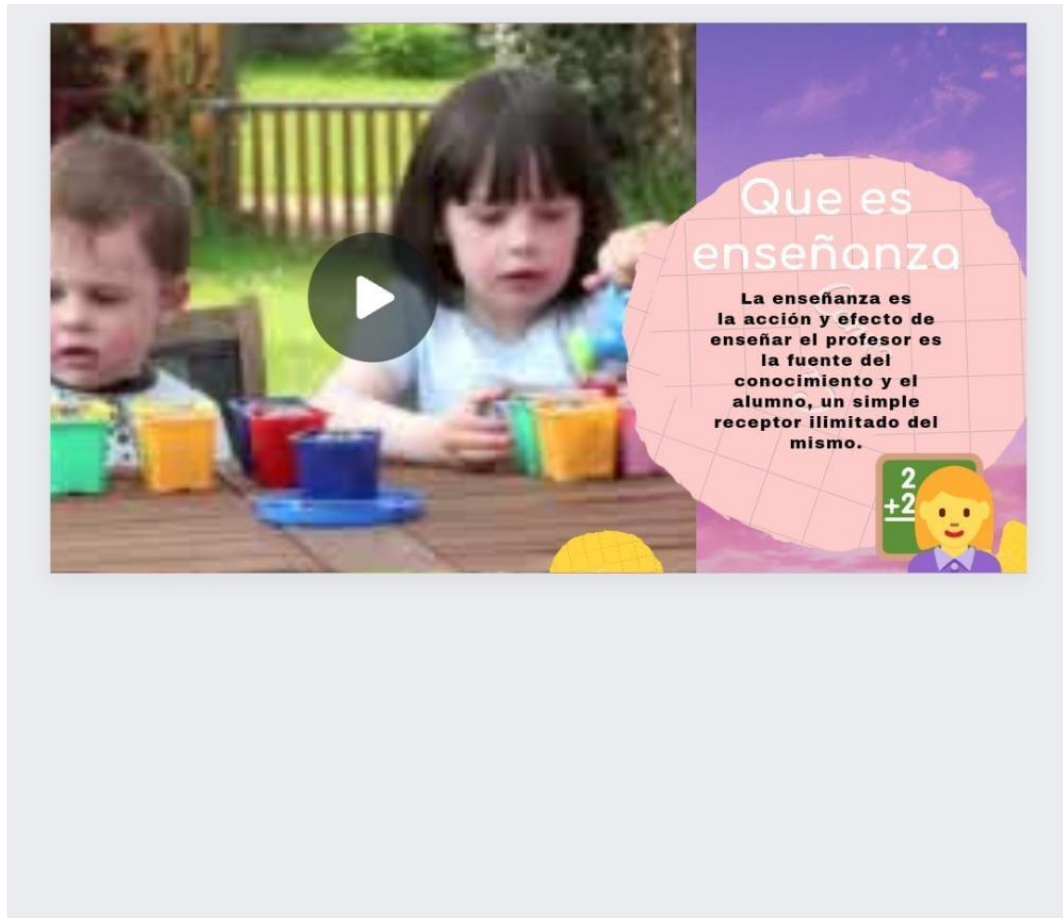 Que es
enseñanza
La enseñanza es
la acción y efecto de
enseñar el profesor es
la fuente del
conocimiento y el
alumno, un simple
receptor ilimitado del
mismo.
2
+2